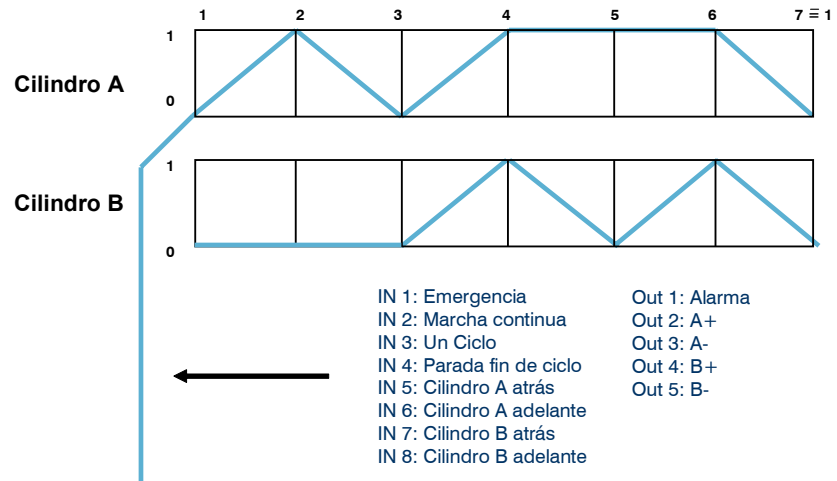 1 2 3 4 5 6 7 ≡ 1
1
Cilindro A
0
1
Cilindro B
0
IN 1: Emergencia
IN 2: Marcha continua
IN 3: Un Ciclo
IN 4: Parada fin de ciclo
IN 5: Cilindro A atrás
IN 6: Cilindro A adelante
IN 7: Cilindro B atrás
IN 8: Cilindro B adelante
Out 1: Alarma
Out 2: A+
Out 3: A-
Out 4: B+
Out 5: B-